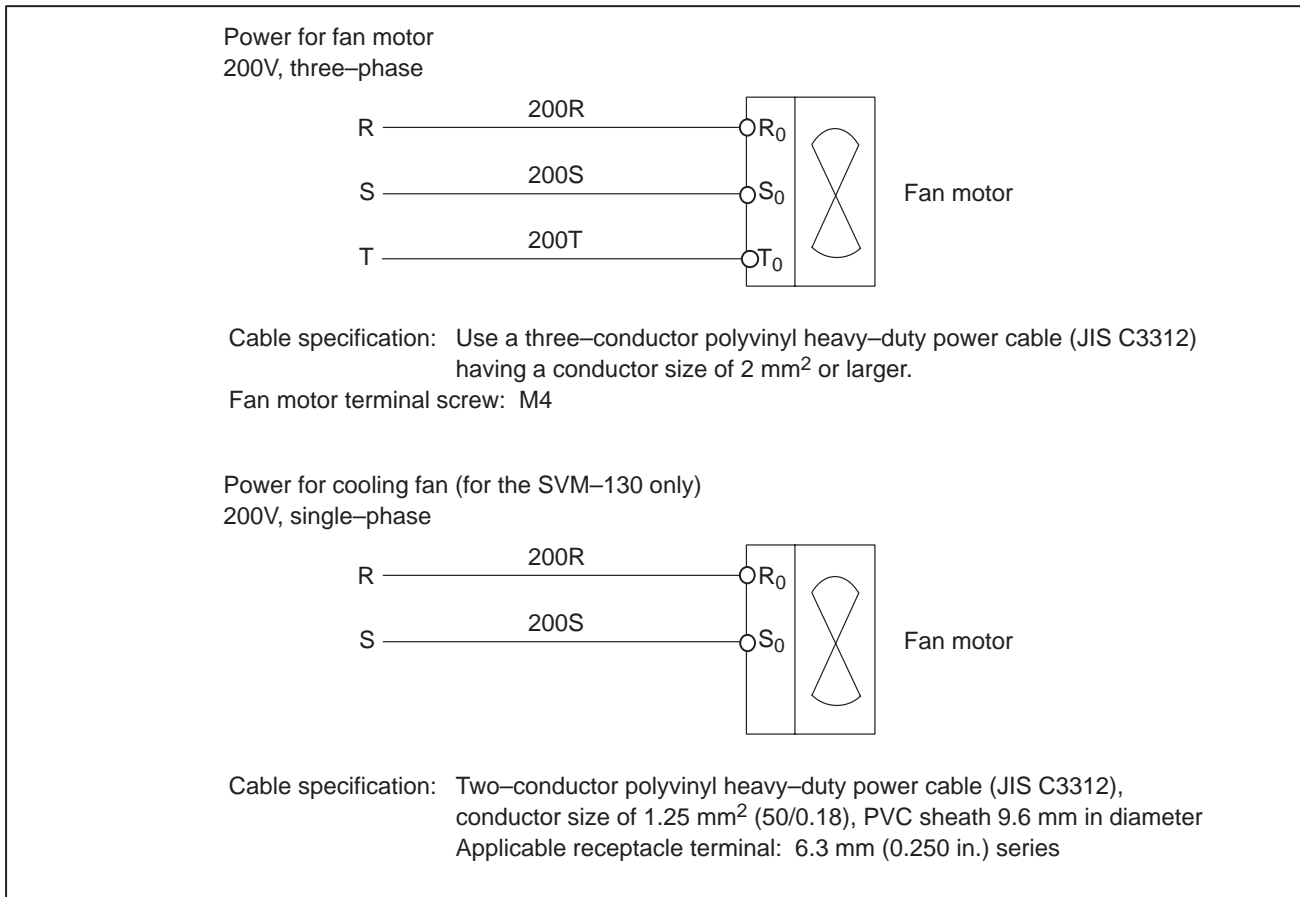 Power for fan motor
200V, three–phase
R 200R R0
S 200S S0 Fan motor
T 200T T0
Cable specification: Use a three–conductor polyvinyl heavy–duty power cable (JIS C3312)
having a conductor size of 2 mm2 or larger.
Fan motor terminal screw: M4
Power for cooling fan (for the SVM–130 only)
200V, single–phase
R 200R R0
S 200S S0 Fan motor
Cable specification: Two–conductor polyvinyl heavy–duty power cable (JIS C3312),
conductor size of 1.25 mm2 (50/0.18), PVC sheath 9.6 mm in diameter
Applicable receptacle terminal: 6.3 mm (0.250 in.) series